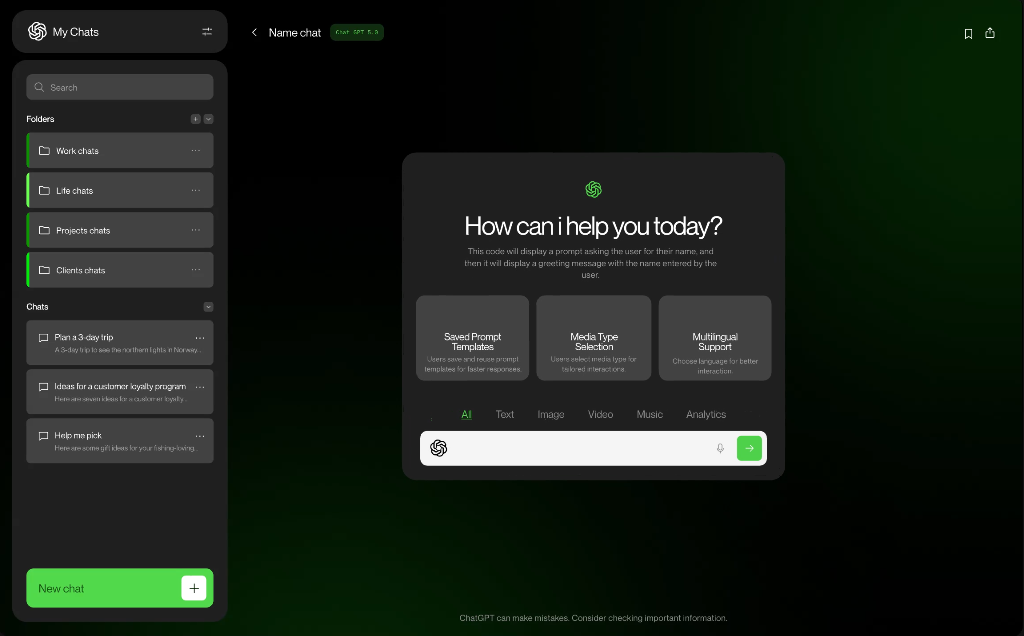 My Chats
Name chat
Chat GPT 5.0
Search
Folders
Work chats
Life chats
Projects chats
Clients chats
Chats
Plan a 3-day trip
A 3-day trip to see the northern lights in Norway...
Ideas for a customer loyalty program
Here are seven ideas for a customer loyalty...
Help me pick
Here are some gift ideas for your fishing-loving...
New chat
How can i help you today?
This code will display a prompt asking the user for their name, and
then it will display a greeting message with the name entered by the
user.
Saved Prompt
Templates
Users save and reuse prompt
templates for faster responses.
Media Type
Selection
Users select media type for
tailored interactions.
Multilingual
Support
Choose language for better
interaction.
All
Text
Image
Video
Music
Analytics
ChatGPT can make mistakes. Consider checking important information.